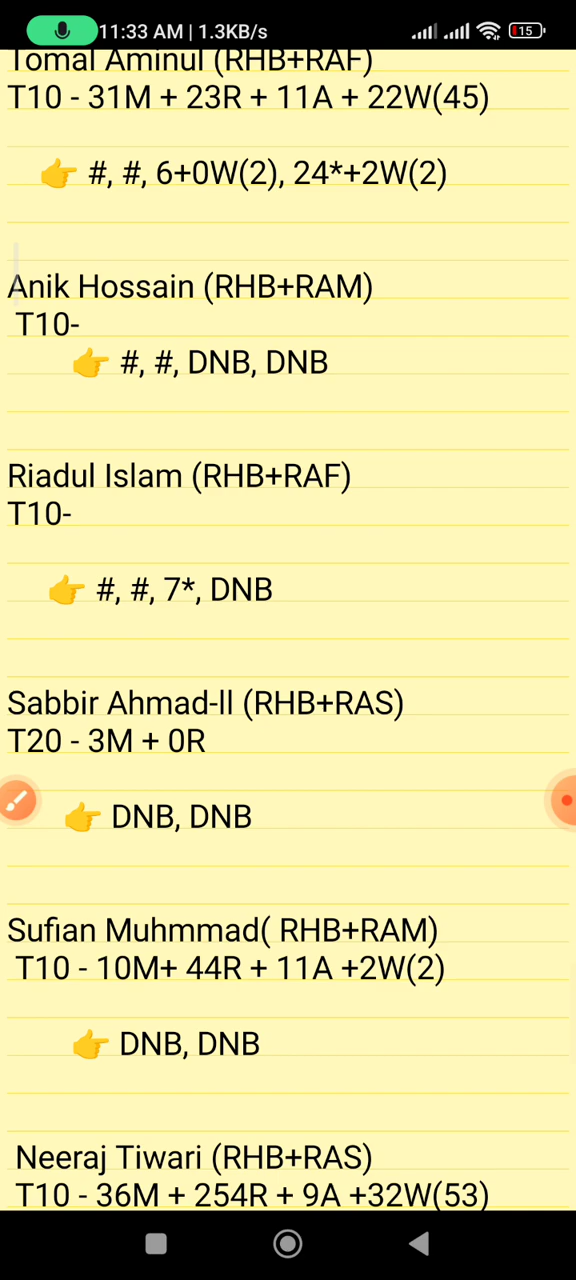 11:33 AM | 1.3KB/s
15
Tomal Aminul (RHB+RAF)
T10 - 31M + 23R + 11A + 22W(45)
👉 #, #, 6+0W(2), 24*+2W(2)
Anik Hossain (RHB+RAM)
T10-
👉 #, #, DNB, DNB
Riadul Islam (RHB+RAF)
T10-
👉 #, #, 7*, DNB
Sabbir Ahmad-ll (RHB+RAS)
T20 - 3M + 0R
👉 DNB, DNB
Sufian Muhmmad( RHB+RAM)
T10 - 10M+ 44R + 11A +2W(2)
👉 DNB, DNB
Neeraj Tiwari (RHB+RAS)
T10 - 36M + 254R + 9A +32W(53)